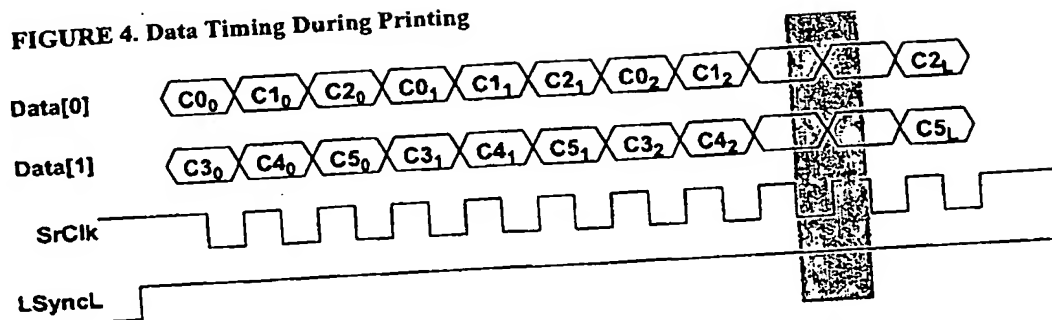 FIGURE 4. Data Timing During Printing
Data[0] C0₀ C1₀ C2₀ C0₁ C1₁ C2₁ C0₂ C1₂ C2L
Data[1] C3₀ C4₀ C5₀ C3₁ C4₁ C5₁ C3₂ C4₂ C5L
SrClk
LSyncL